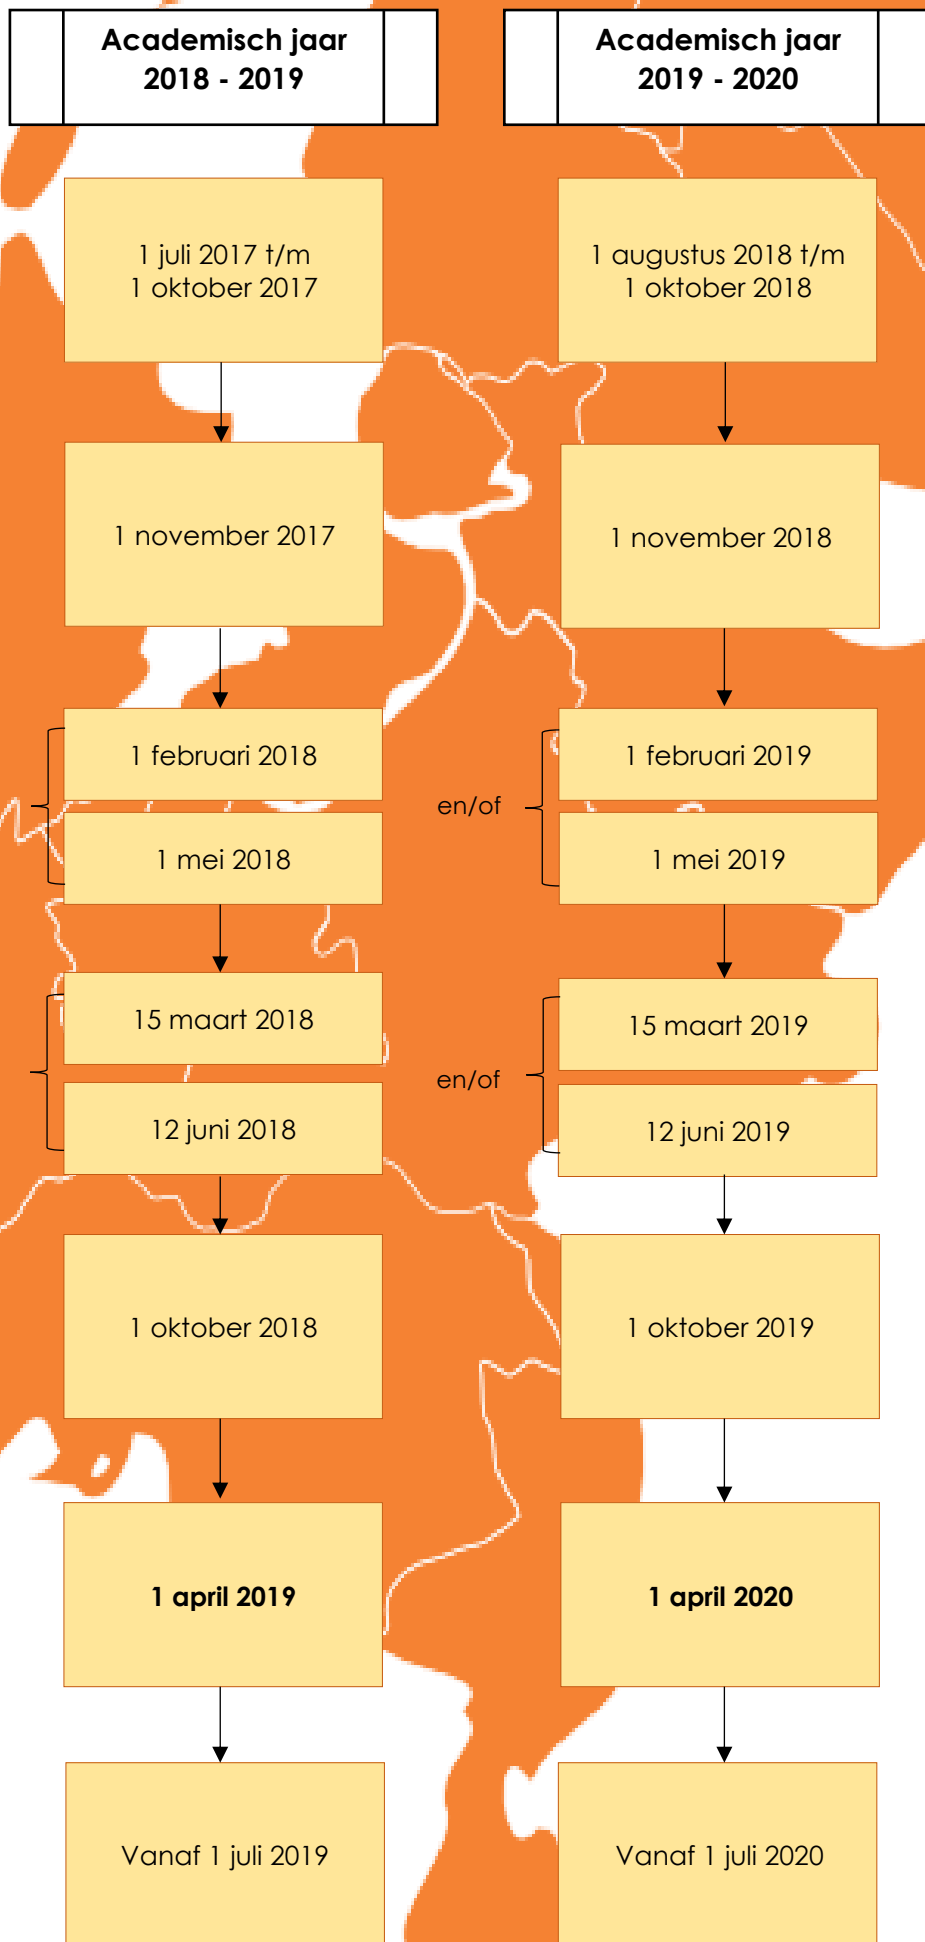 Academisch jaar
2018 - 2019
1 juli 2017 t/m
1 oktober 2017
1 november 2017
1 februari 2018
1 mei 2018
15 maart 2018
12 juni 2018
1 oktober 2018
1 april 2019
Vanaf 1 juli 2019
Academisch jaar
2019 - 2020
1 augustus 2018 t/m
1 oktober 2018
1 november 2018
en/of
1 februari 2019
1 mei 2019
en/of
15 maart 2019
12 juni 2019
1 oktober 2019
1 april 2020
Vanaf 1 juli 2020